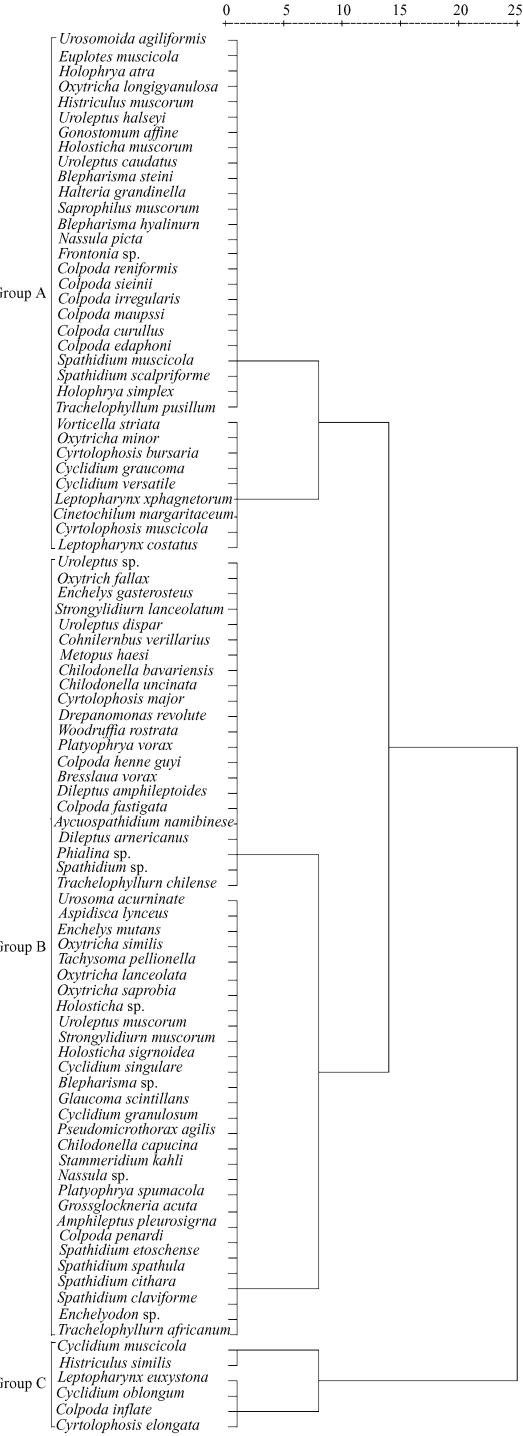 0 5 10 15 20 25
Urosomoida agiliformis
Euplotes muscicola
Holophrya atra
Oxytricha longigyanulosa
Histriculus muscorum
Uroleptus halseyi
Gonostomum affine
Holosticha muscorum
Uroleptus caudatus
Blepharisma steini
Halteria grandinella
Saprophilus muscorum
Blepharisma hyalinurn
Nassula picta
Frontonia sp.
Colpoda reniformis
Colpoda sieinii
Group A
Colpoda irregularis
Colpoda maupssi
Colpoda curullus
Colpoda edaphoni
Spathidium muscicola
Spathidium scalpriforme
Holophrya simplex
Trachelophyllum pusillum
Vorticella striata
Oxytricha minor
Cyrtolophosis bursaria
Cyclidium graucoma
Cyclidium versatile
Leptopharynx xphagnetorum
Cinetochilum margaritaceum
Cyrtolophosis muscicola
Leptopharynx costatus
Uroleptus sp.
Oxytrich fallax
Enchelys gasterosteus
Strongylidiurn lanceolatum
Uroleptus dispar
Cohnilernbus verillarius
Metopus haesi
Chilodonella bavariensis
Chilodonella uncinata
Cyrtolophosis major
Drepanomonas revolute
Woodruffia rostrata
Platyophrya vorax
Colpoda henne guyi
Bresslaua vorax
Dileptus amphileptoides
Colpoda fastigata
Aycuospathidium namibinese
Dileptus arnericanus
Phialina sp.
Spathidium sp.
Trachelophyllurn chilense
Urosoma acurninate
Aspidisca lynceus
Enchelys mutans
Group B
Oxytricha similis
Tachysoma pellionella
Oxytricha lanceolata
Oxytricha saprobia
Holosticha sp.
Uroleptus muscorum
Strongylidiurn muscorum
Holosticha sigrnoidea
Cyclidium singulare
Blepharisma sp.
Glaucoma scintillans
Cyclidium granulosum
Pseudomicrothorax agilis
Chilodonella capucina
Stammeridium kahli
Nassula sp.
Platyophrya spumacola
Grossglockneria acuta
Amphileptus pleurosigrna
Colpoda penardi
Spathidium etoschense
Spathidium spathula
Spathidium cithara
Spathidium claviforme
Enchelyodon sp.
Trachelophyllurn africanum
Cyclidium muscicola
Histriculus similis
Leptopharynx euxystona
Group C
Cyclidium oblongum
Colpoda inflate
Cyrtolophosis elongata